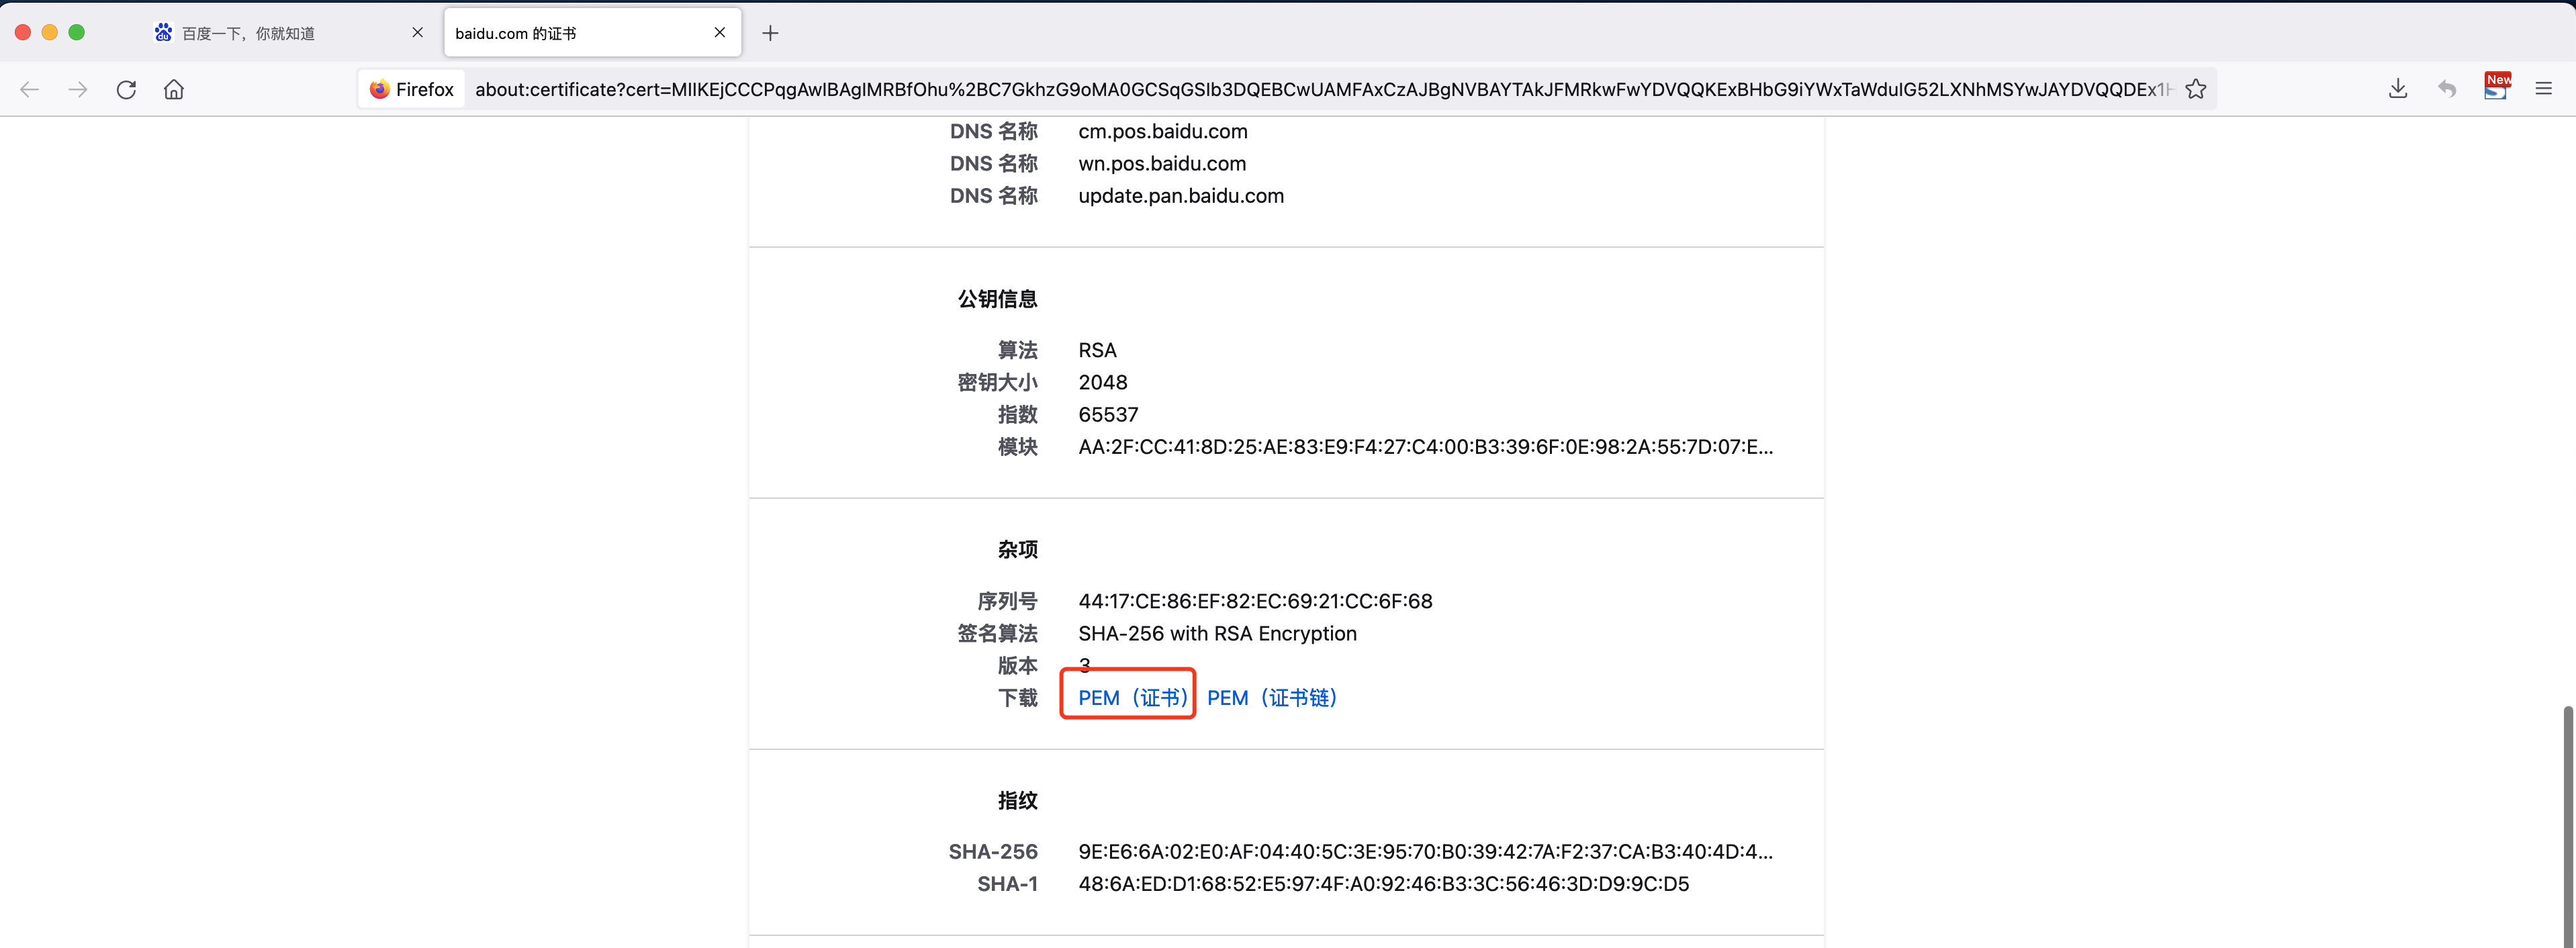 百度一下，你就知道
baidu.com 的证书
Firefox about:certificate?cert=MIIKEjCCCPqgAwIBAgIMRBfOhu%2BC7GkhzG9oMA0GCSqGSIb3DQEBCwUAMFAxCzAJBgNVBAYTAkJFMRkwFwYDVQQKExBHbG9iYWxTaWduIG52LXNhMSYwJAYDVQQDEx1H
New
DNS 名称 cm.pos.baidu.com
DNS 名称 wn.pos.baidu.com
DNS 名称 update.pan.baidu.com
公钥信息
算法 RSA
密钥大小 2048
指数 65537
模块 AA:2F:CC:41:8D:25:AE:83:E9:F4:27:C4:00:B3:39:6F:0E:98:2A:55:7D:07:E...
杂项
序列号 44:17:CE:86:EF:82:EC:69:21:CC:6F:68
签名算法 SHA-256 with RSA Encryption
版本 3
下载 PEM（证书） PEM（证书链）
指纹
SHA-256 9E:E6:6A:02:E0:AF:04:40:5C:3E:95:70:B0:39:42:7A:F2:37:CA:B3:40:4D:4...
SHA-1 48:6A:ED:D1:68:52:E5:97:4F:A0:92:46:B3:3C:56:46:3D:D9:9C:D5